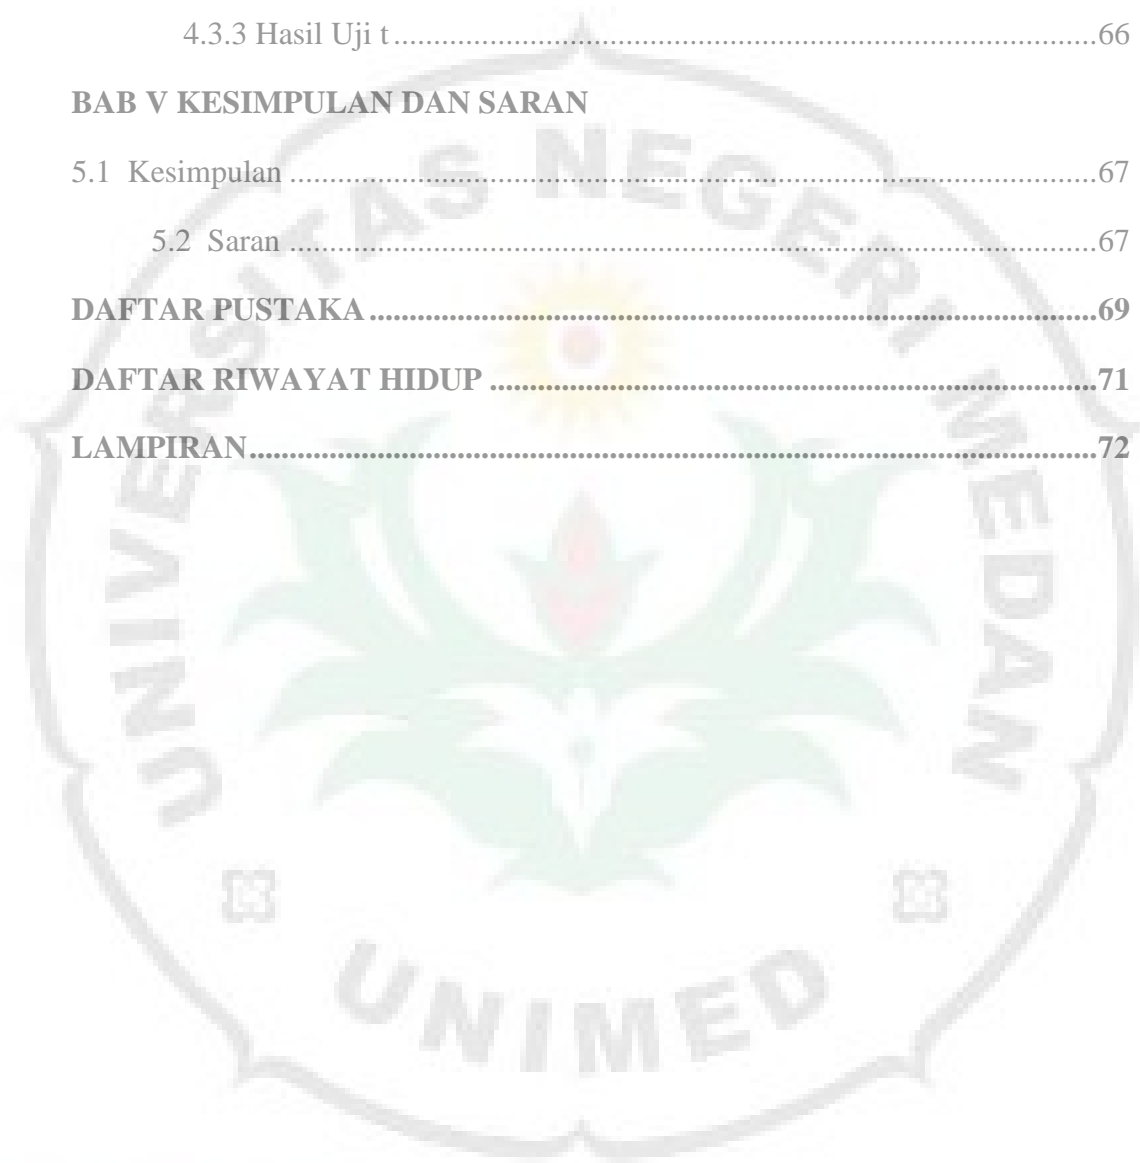 4.3.3 Hasil Uji t ........................................................................................ 66
BAB V KESIMPULAN DAN SARAN
5.1 Kesimpulan ..................................................................................................... 67
5.2 Saran ..................................................................................................... 67
DAFTAR PUSTAKA ........................................................................................... 69
DAFTAR RIWAYAT HIDUP ............................................................................ 71
LAMPIRAN.......................................................................................................... 72
UNIVERSITAS NEGERI MEDAN
UNIMED